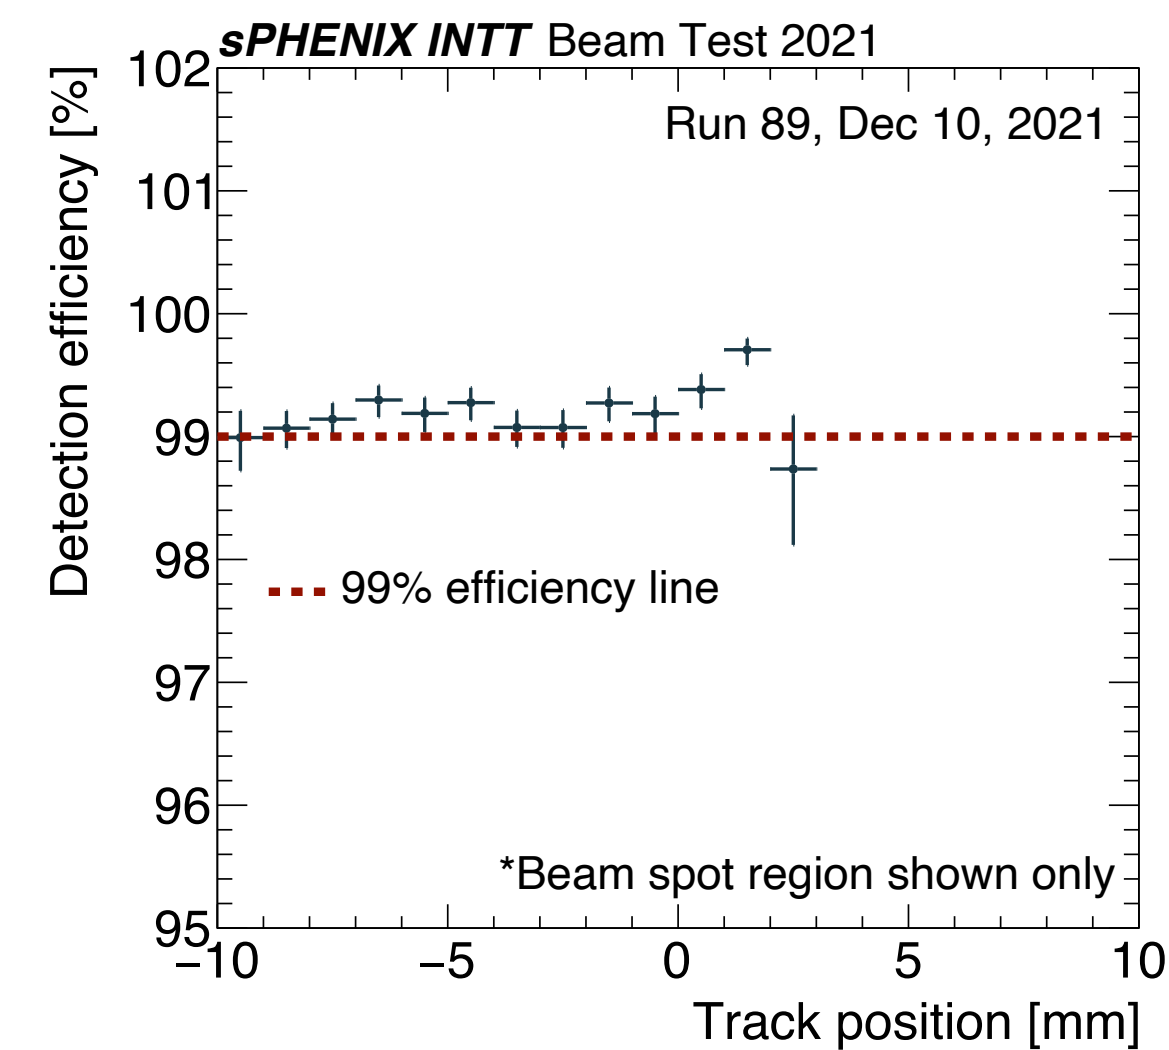 sPHENIX INTT Beam Test 2021
Run 89, Dec 10, 2021
Detection efficiency [%]
102
101
100
99
98
97
96
95
99% efficiency line
*Beam spot region shown only
−10 −5 0 5 10
Track position [mm]